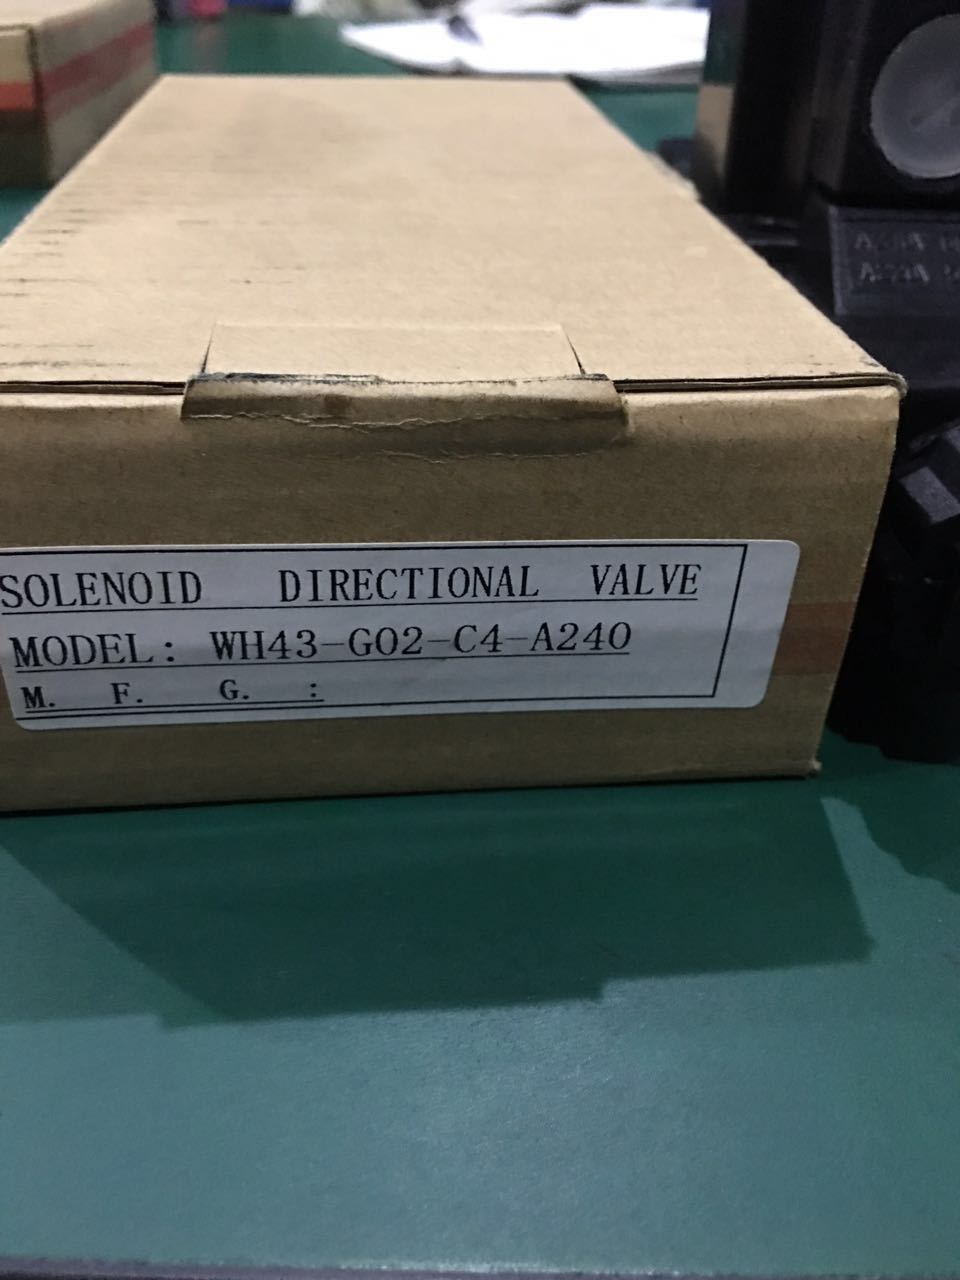 SOLENOID DIRECTIONAL VALVE
MODEL: WH43-G02-C4-A240
M. F. G. :